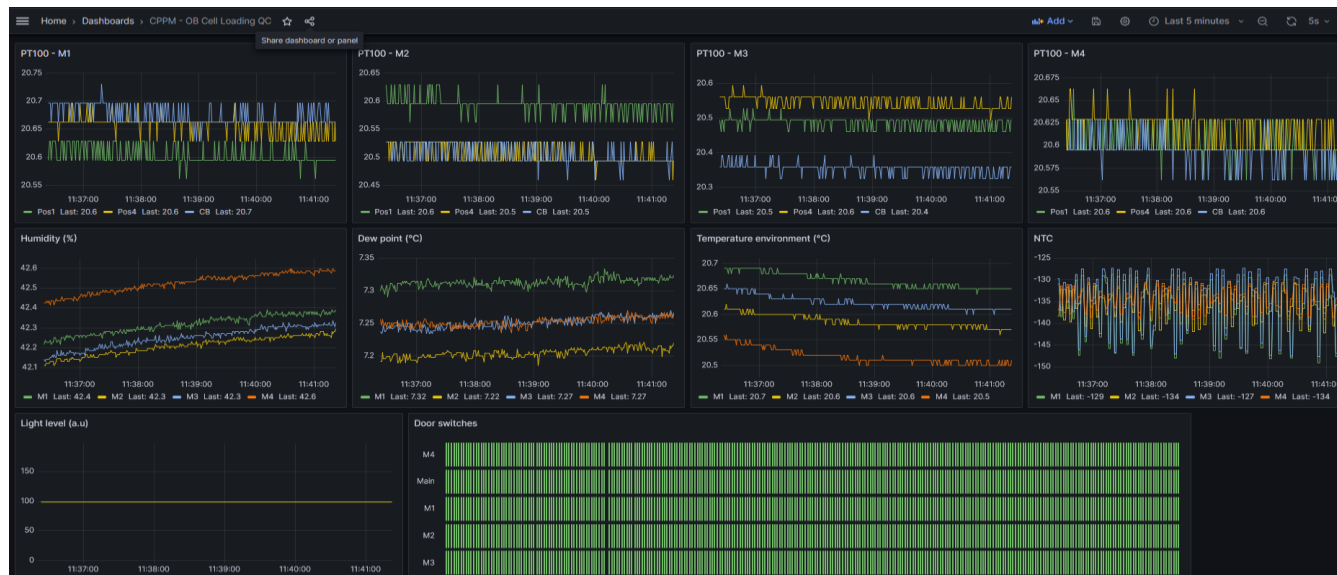 Home › Dashboards › CPPM - OB Cell Loading QC
Add
Last 5 minutes
5s
Share dashboard or panel
PT100 - M1
20.75
20.7
20.65
20.6
20.55
11:37:00 11:38:00 11:39:00 11:40:00 11:41:00
Pos1 Last: 20.6 Pos4 Last: 20.6 CB Last: 20.7
PT100 - M2
20.65
20.6
20.55
20.5
20.45
11:37:00 11:38:00 11:39:00 11:40:00 11:41:00
Pos1 Last: 20.6 Pos4 Last: 20.5 CB Last: 20.5
PT100 - M3
20.6
20.5
20.4
20.3
11:37:00 11:38:00 11:39:00 11:40:00 11:41:00
Pos1 Last: 20.5 Pos4 Last: 20.6 CB Last: 20.4
PT100 - M4
20.675
20.65
20.625
20.6
20.575
20.55
11:37:00 11:38:00 11:39:00 11:40:00 11:41:0
Pos1 Last: 20.6 Pos4 Last: 20.6 CB Last: 20.6
Humidity (%)
42.6
42.5
42.4
42.3
42.2
42.1
11:37:00 11:38:00 11:39:00 11:40:00 11:41:00
M1 Last: 42.4 M2 Last: 42.3 M3 Last: 42.3 M4 Last: 42.6
Dew point (°C)
7.35
7.3
7.25
7.2
11:37:00 11:38:00 11:39:00 11:40:00 11:41:00
M1 Last: 7.32 M2 Last: 7.22 M3 Last: 7.27 M4 Last: 7.27
Temperature environment (°C)
20.7
20.65
20.6
20.55
20.5
11:37:00 11:38:00 11:39:00 11:40:00 11:41:00
M1 Last: 20.7 M2 Last: 20.6 M3 Last: 20.6 M4 Last: 20.5
NTC
-125
-130
-135
-140
-145
-150
11:37:00 11:38:00 11:39:00 11:40:00 11:41:0
M1 Last: -129 M2 Last: -134 M3 Last: -127 M4 Last: -134
Light level (a.u)
150
100
50
0
11:37:00 11:38:00 11:39:00 11:40:00 11:41:00
Door switches
M4
Main
M1
M2
M3